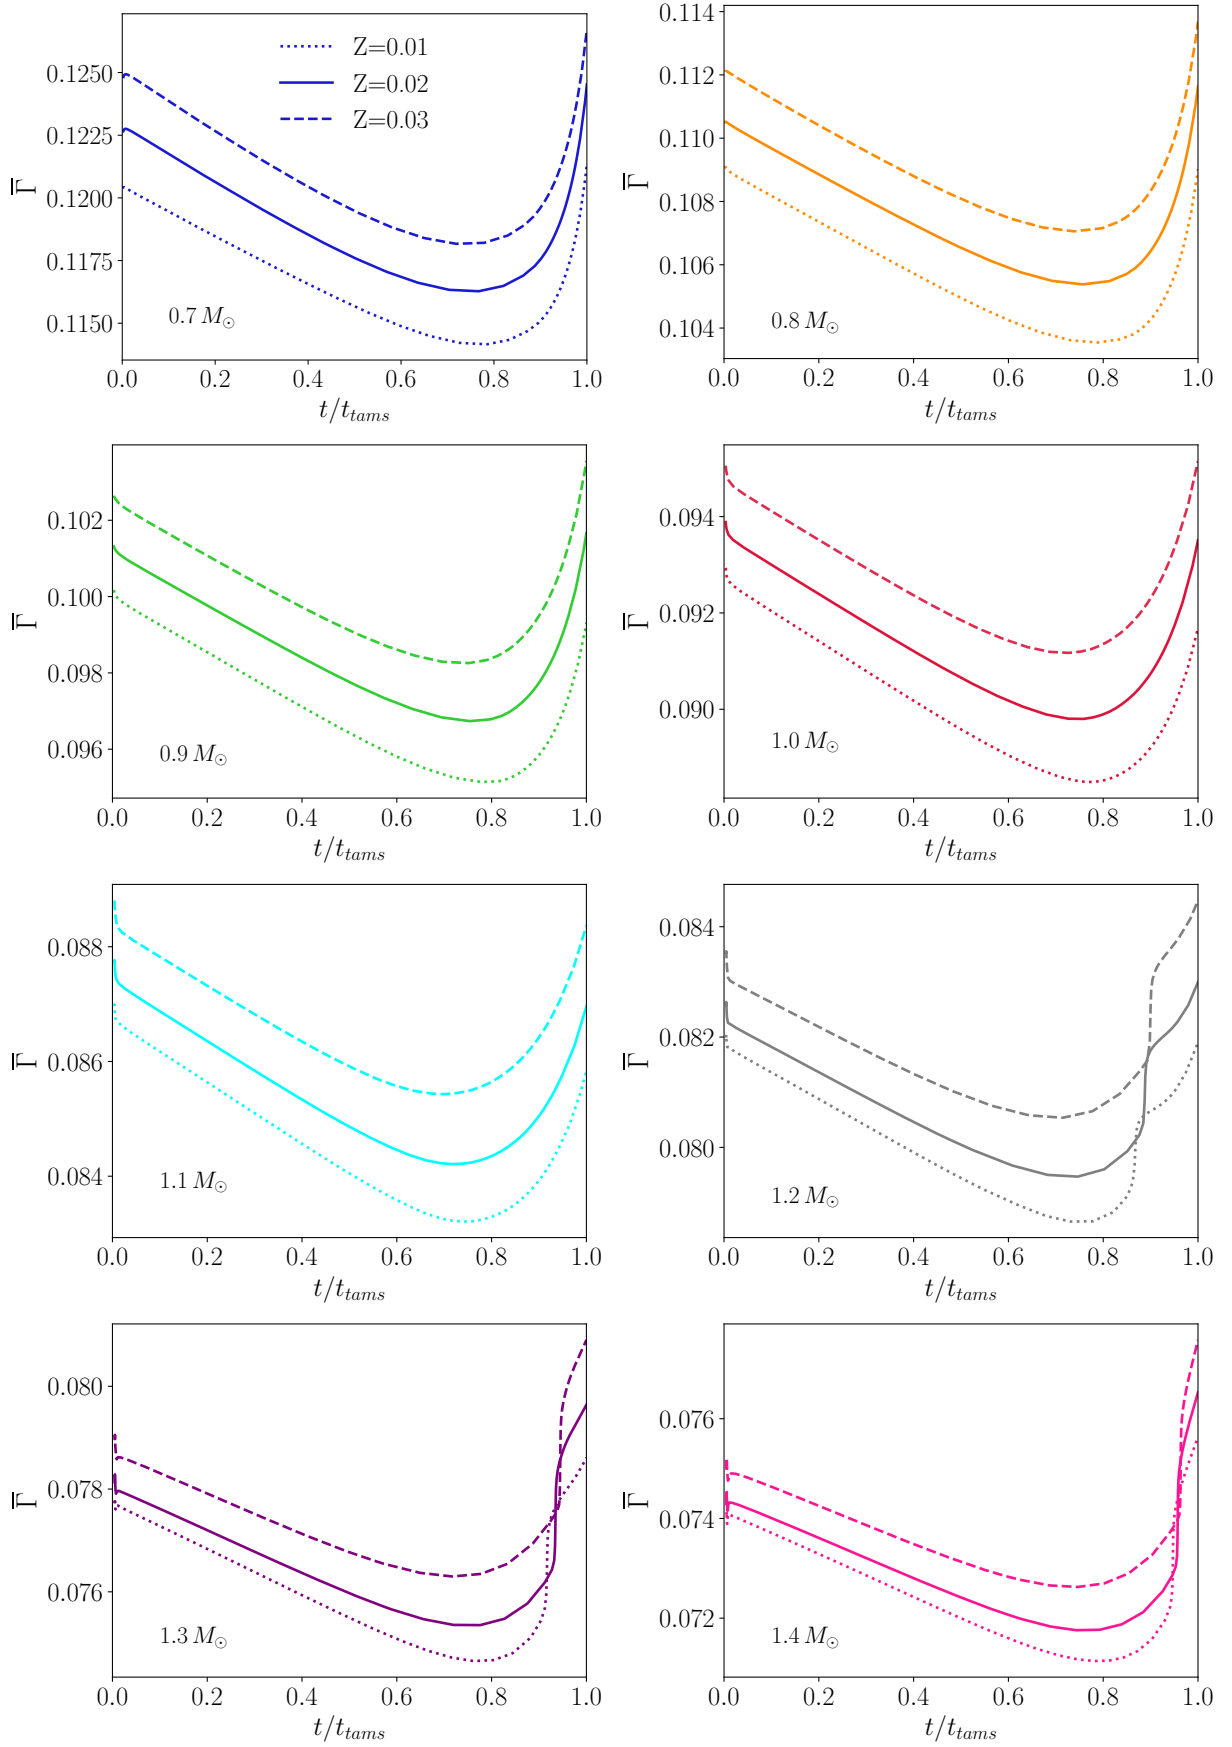 0.1250
0.1225
0.1200
0.1175
0.1150
Γ̅
Z=0.01
Z=0.02
Z=0.03
0.7 M⊙
0.0 0.2 0.4 0.6 0.8 1.0
t/t_tams
0.114
0.112
0.110
0.108
0.106
0.104
Γ̅
0.8 M⊙
0.0 0.2 0.4 0.6 0.8 1.0
t/t_tams
0.102
0.100
0.098
0.096
Γ̅
0.9 M⊙
0.0 0.2 0.4 0.6 0.8 1.0
t/t_tams
0.094
0.092
0.090
Γ̅
1.0 M⊙
0.0 0.2 0.4 0.6 0.8 1.0
t/t_tams
0.088
0.086
0.084
Γ̅
1.1 M⊙
0.0 0.2 0.4 0.6 0.8 1.0
t/t_tams
0.084
0.082
0.080
Γ̅
1.2 M⊙
0.0 0.2 0.4 0.6 0.8 1.0
t/t_tams
0.080
0.078
0.076
Γ̅
1.3 M⊙
0.0 0.2 0.4 0.6 0.8 1.0
t/t_tams
0.076
0.074
0.072
Γ̅
1.4 M⊙
0.0 0.2 0.4 0.6 0.8 1.0
t/t_tams